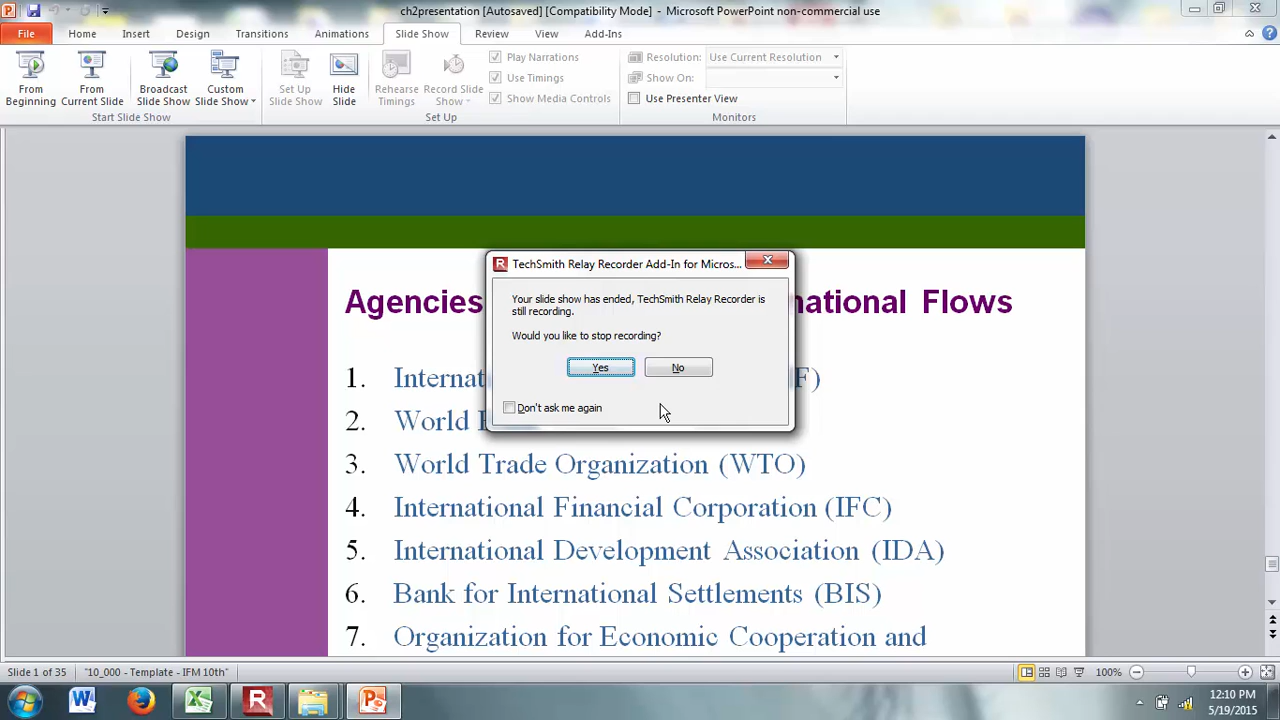 ch2presentation [Autosaved] [Compatibility Mode] - Microsoft PowerPoint non-commercial use
File Home Insert Design Transitions Animations Slide Show Review View Add-Ins
From Beginning
From Current Slide
Broadcast Slide Show
Custom Slide Show
Set Up Slide Show
Hide Slide
Rehearse Timings
Record Slide Show
Play Narrations
Use Timings
Show Media Controls
Resolution: Use Current Resolution
Show On:
Use Presenter View
Start Slide Show Set Up Monitors
TechSmith Relay Recorder Add-In for Micros...
Your slide show has ended, TechSmith Relay Recorder is
still recording.
Would you like to stop recording?
Yes No
Don't ask me again
Agencies national Flows
1. Internat F)
2. World
3. World Trade Organization (WTO)
4. International Financial Corporation (IFC)
5. International Development Association (IDA)
6. Bank for International Settlements (BIS)
7. Organization for Economic Cooperation and
Slide 1 of 35 "10_000 - Template - IFM 10th" 100%
12:10 PM
5/19/2015